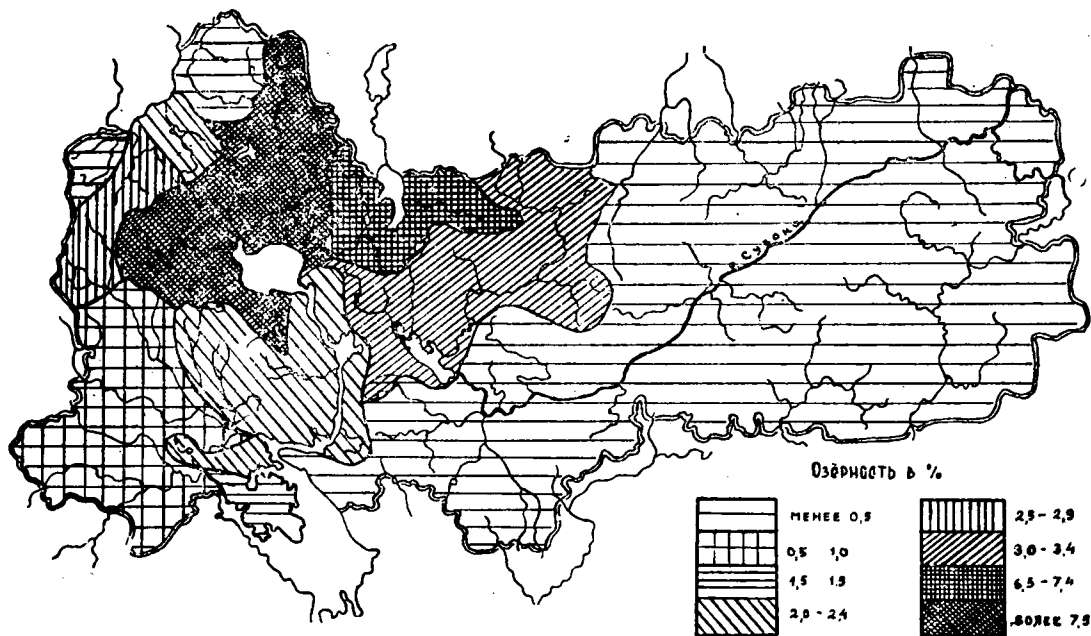 р. Сухона
Озёрность в %
МЕНЕЕ 0,5
0,5 1,0
1,5 1.9
2,0 - 2,4
2,5 - 2,9
3,0 - 3,4
6,5 - 7,4
БОЛЕЕ 7,5